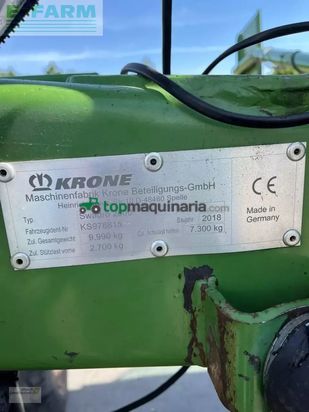 E-FARM
KRONE
Maschinenfabrik Krone Beteiligungs-GmbH
D-48480 Spelle
topmaquinaria.com
Typ
Baujahr 2018
Fahrzeugident-Nr
Zul. Gesamtgewicht 9.990 kg
7.300 kg
Zul. Stützlast vorne 2.700 kg
CE
Made in
Germany